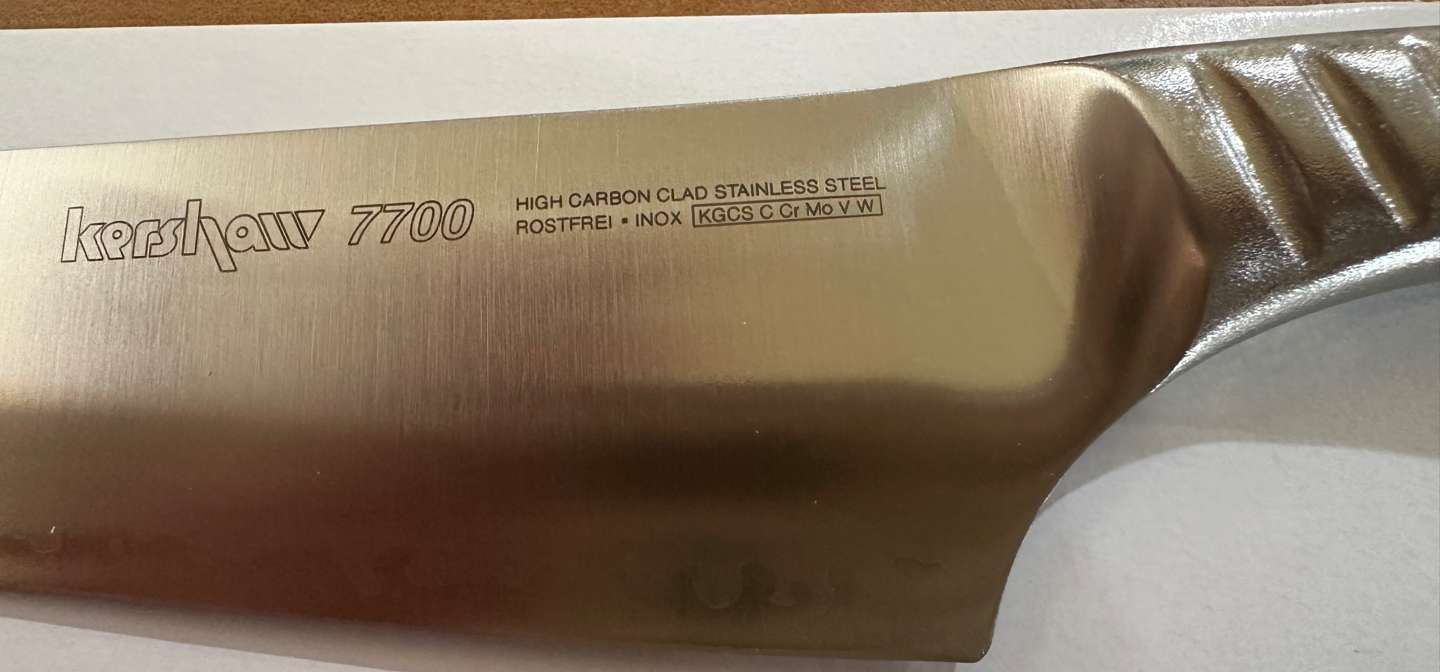 kershaw 7700
HIGH CARBON CLAD STAINLESS STEEL
ROSTFREI ▪ INOX KGCS C Cr Mo V W